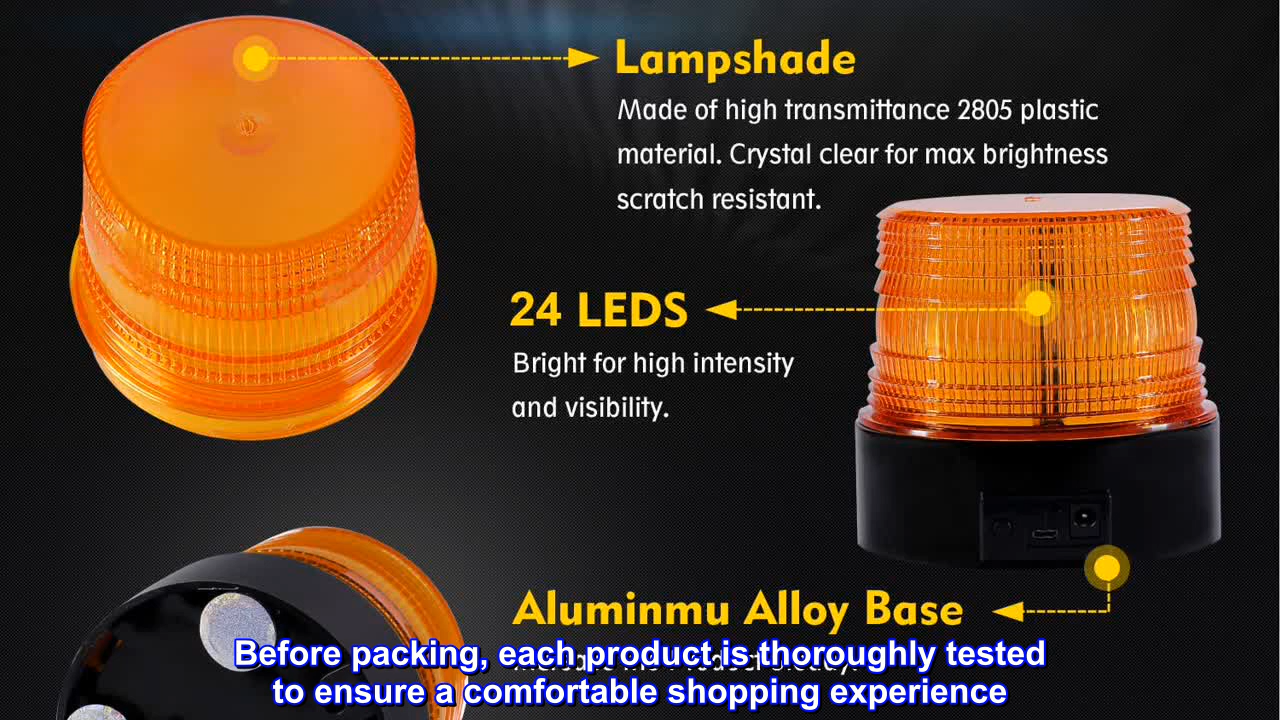 Lampshade
Made of high transmittance 2805 plastic
material. Crystal clear for max brightness
scratch resistant.
24 LEDS
Bright for high intensity
and visibility.
Aluminmu Alloy Base
Before packing, each product is thoroughly tested
to ensure a comfortable shopping experience